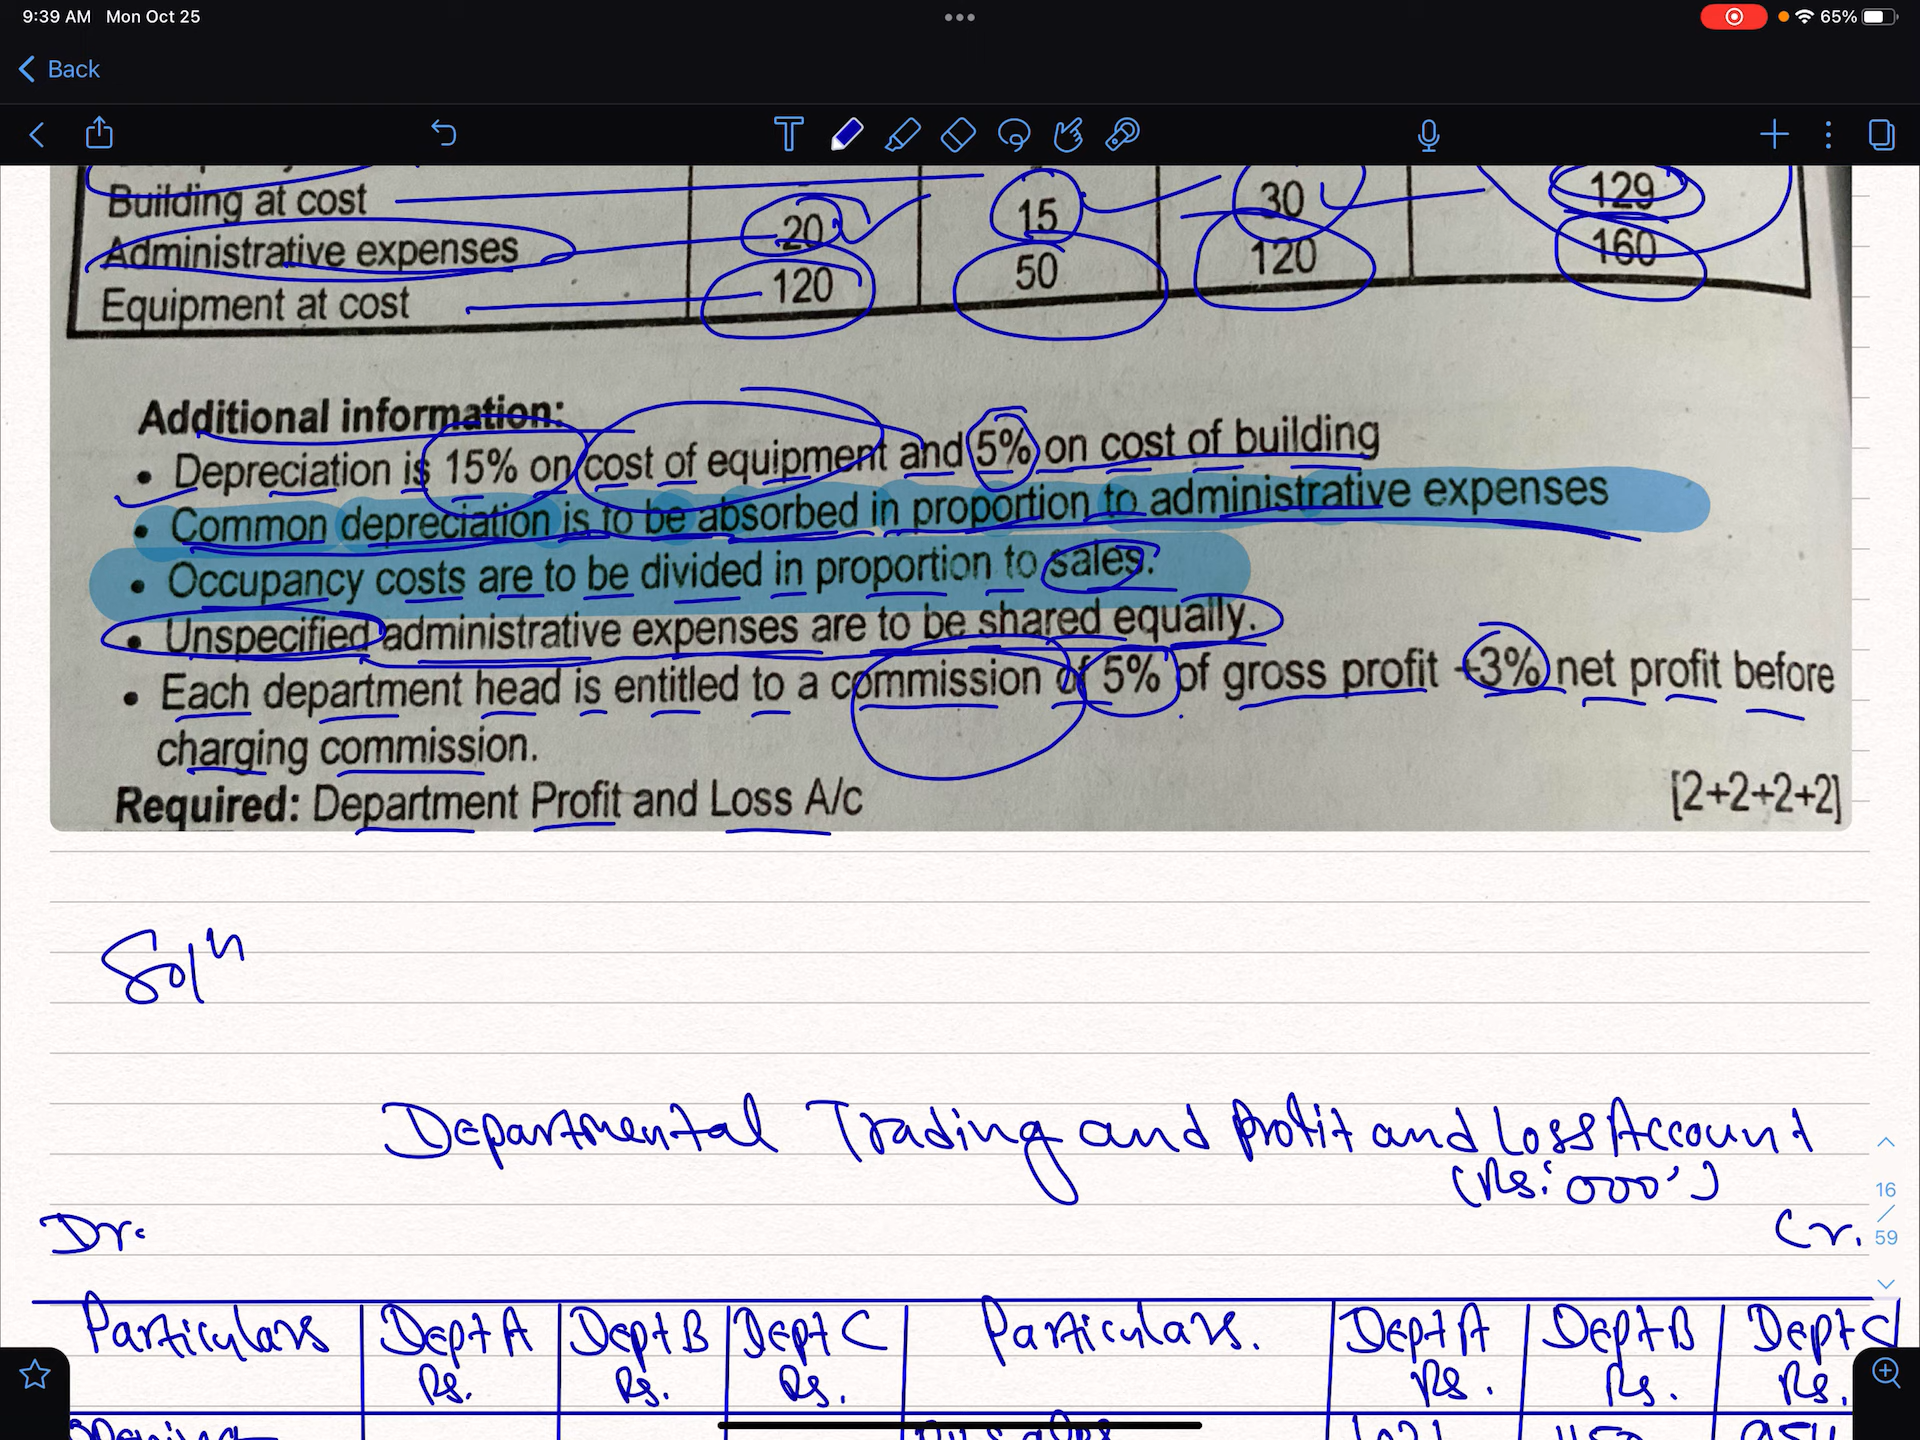 9:39 AM Mon Oct 25
65%
Back
Building at cost 129
Administrative expenses 20 15 30 160
Equipment at cost 120 50 120
Additional information:
• Depreciation is 15% on cost of equipment and 5% on cost of building
• Common depreciation is to be absorbed in proportion to administrative expenses
• Occupancy costs are to be divided in proportion to sales.
• Unspecified administrative expenses are to be shared equally.
• Each department head is entitled to a commission of 5% of gross profit +3% net profit before
charging commission.
Required: Department Profit and Loss A/c [2+2+2+2]
Solⁿ
Departmental Trading and Profit and Loss Account
(Rs. '000')
Dr. Cr.
16
/
59
Particulars Dept A Rs. Dept B Rs. Dept C Rs. Particulars. Dept A Rs. Dept B Rs. Dept C Rs.